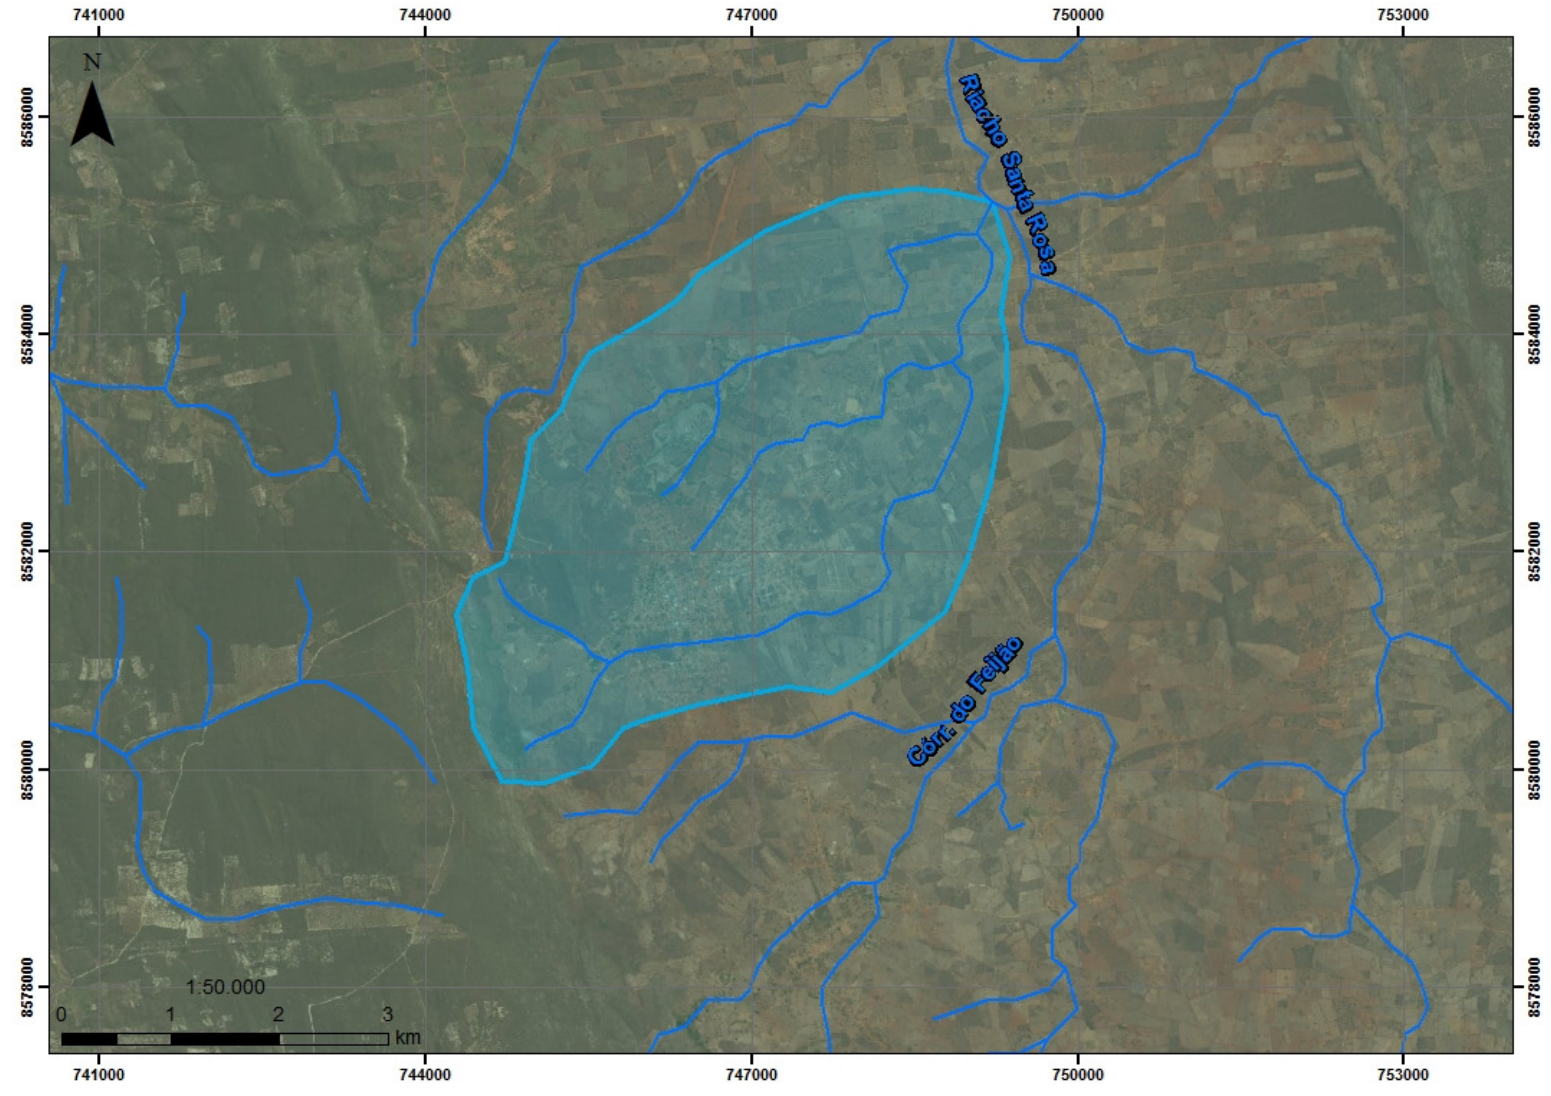 741000 744000 747000 750000 753000
N
8586000 8586000
Riacho Santa Rosa
8584000 8584000
8582000 8582000
Córr. do Feijão
8580000 8580000
8578000 8578000
1:50.000
0 1 2 3
km
741000 744000 747000 750000 753000